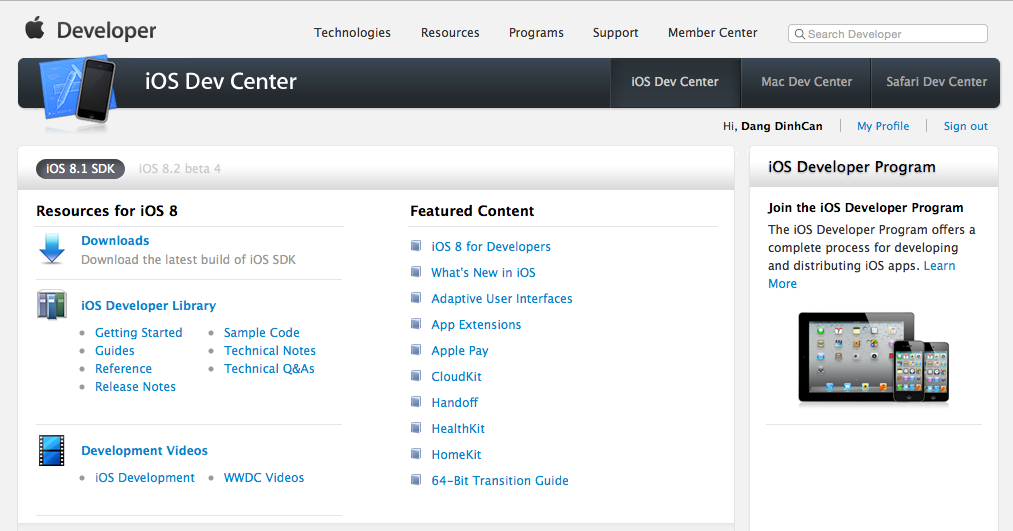 Developer
Technologies
Resources
Programs
Support
Member Center
Search Developer
iOS Dev Center
iOS Dev Center
Mac Dev Center
Safari Dev Center
Hi, Dang DinhCan
My Profile
Sign out
iOS 8.1 SDK
iOS 8.2 beta 4
Resources for iOS 8
Downloads
Download the latest build of iOS SDK
iOS Developer Library
Getting Started
Guides
Reference
Release Notes
Sample Code
Technical Notes
Technical Q&As
Development Videos
iOS Development
WWDC Videos
Featured Content
iOS 8 for Developers
What's New in iOS
Adaptive User Interfaces
App Extensions
Apple Pay
CloudKit
Handoff
HealthKit
HomeKit
64-Bit Transition Guide
iOS Developer Program
Join the iOS Developer Program
The iOS Developer Program offers a
complete process for developing
and distributing iOS apps. Learn
More